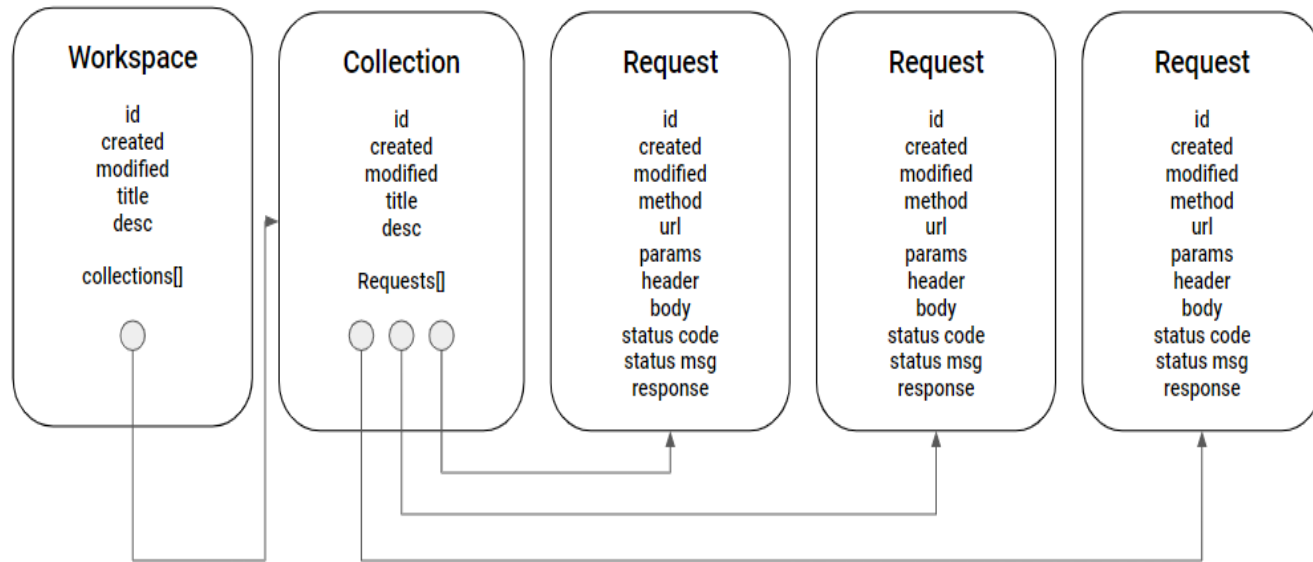 Workspace
id
created
modified
title
desc
collections[]
Collection
id
created
modified
title
desc
Requests[]
Request
id
created
modified
method
url
params
header
body
status code
status msg
response
Request
id
created
modified
method
url
params
header
body
status code
status msg
response
Request
id
created
modified
method
url
params
header
body
status code
status msg
response